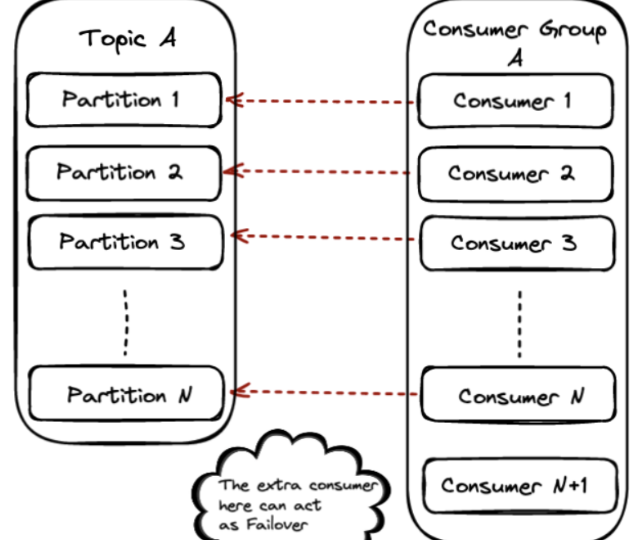 Topic A
Partition 1
Partition 2
Partition 3
Partition N
Consumer Group
A
Consumer 1
Consumer 2
Consumer 3
Consumer N
Consumer N+1
The extra consumer
here can act
as Failover